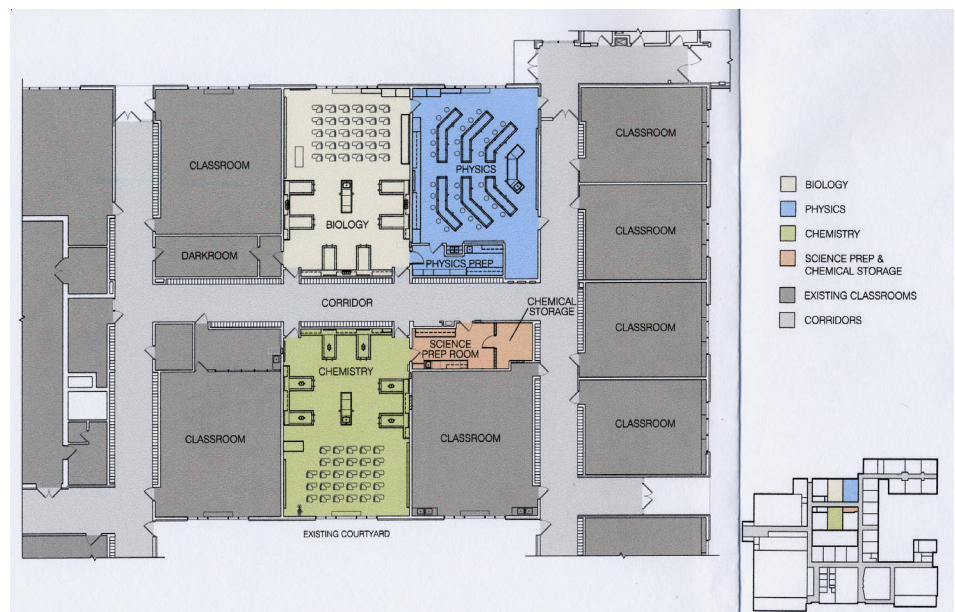 CLASSROOM
CLASSROOM
PHYSICS
BIOLOGY
CLASSROOM
DARKROOM
PHYSICS PREP
CORRIDOR
CHEMICAL
STORAGE
SCIENCE
PREP ROOM
CLASSROOM
CHEMISTRY
CLASSROOM
CLASSROOM
CLASSROOM
EXISTING COURTYARD
BIOLOGY
PHYSICS
CHEMISTRY
SCIENCE PREP &
CHEMICAL STORAGE
EXISTING CLASSROOMS
CORRIDORS